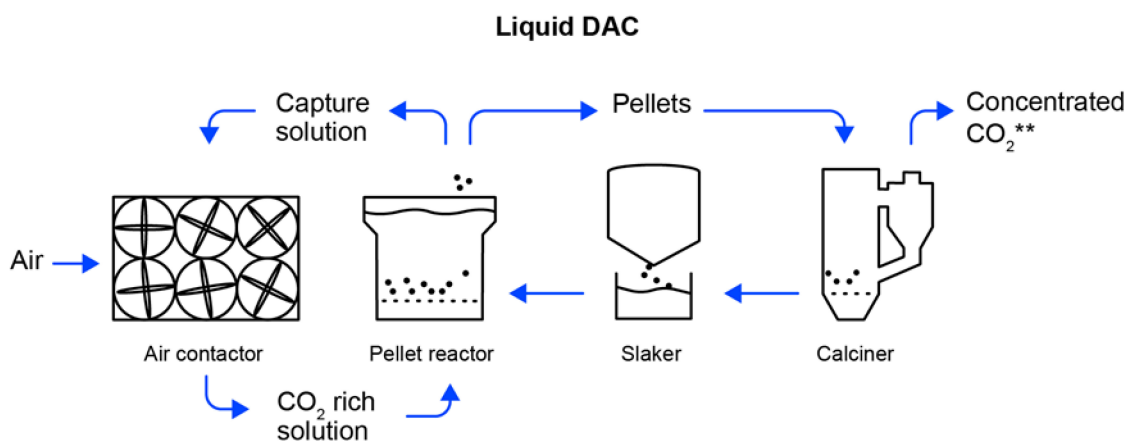 Liquid DAC
Capture
solution
Pellets
Concentrated
CO₂**
Air
Air contactor
Pellet reactor
Slaker
Calciner
CO₂ rich
solution